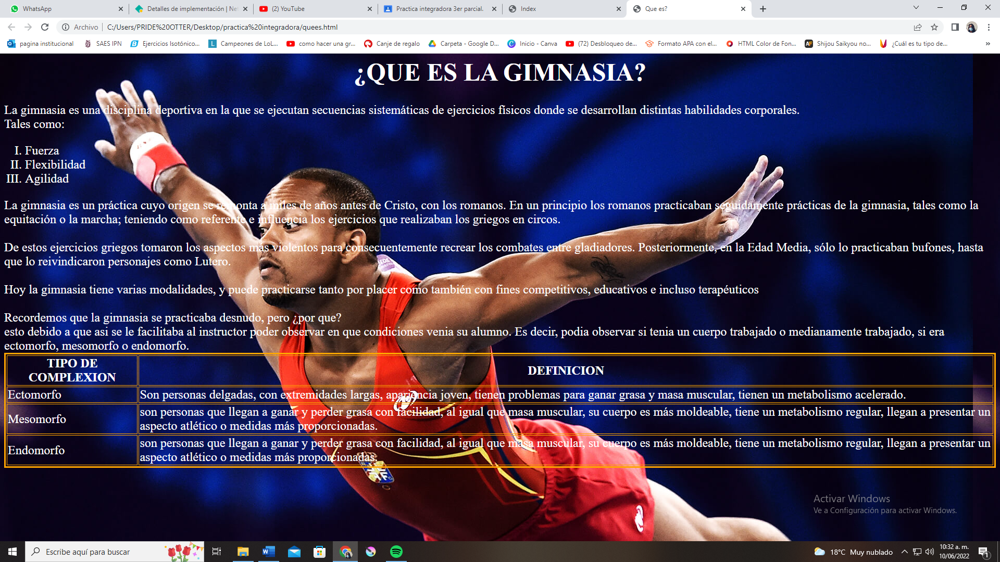 WhatsApp
Detalles de implementación | Net
(2) YouTube
Practica integradora 3er parcial.
Index
Que es?
Archivo
C:/Users/PRIDE%20OTTER/Desktop/practica%20integradora/quees.html
pagina institucional
SAES IPN
Ejercicios Isotónico...
Campeones de LoL...
como hacer una gr...
Canje de regalo
Carpeta - Google D...
Inicio - Canva
(72) Desbloqueo de...
Formato APA con el...
HTML Color de Fon...
Shijou Saikyou no...
¿Cuál es tu tipo de...
¿QUE ES LA GIMNASIA?
La gimnasia es una disciplina deportiva en la que se ejecutan secuencias sistemáticas de ejercicios físicos donde se desarrollan distintas habilidades corporales.
Tales como:
I. Fuerza
II. Flexibilidad
III. Agilidad
La gimnasia es un práctica cuyo origen se remonta a miles de años antes de Cristo, con los romanos. En un principio los romanos practicaban seguidamente prácticas de la gimnasia, tales como la
equitación o la marcha; teniendo como referente e influencia los ejercicios que realizaban los griegos en circos.
De estos ejercicios griegos tomaron los aspectos más violentos para consecuentemente recrear los combates entre gladiadores. Posteriormente, en la Edad Media, sólo lo practicaban bufones, hasta
que lo reivindicaron personajes como Lutero.
Hoy la gimnasia tiene varias modalidades, y puede practicarse tanto por placer como también con fines competitivos, educativos e incluso terapéuticos
Recordemos que la gimnasia se practicaba desnudo, pero ¿por que?
esto debido a que asi se le facilitaba al instructor poder observar en que condiciones venia su alumno. Es decir, podia observar si tenia un cuerpo trabajado o medianamente trabajado, si era
ectomorfo, mesomorfo o endomorfo.
TIPO DE
COMPLEXION
DEFINICION
Ectomorfo
Son personas delgadas, con extremidades largas, apariencia joven, tienen problemas para ganar grasa y masa muscular, tienen un metabolismo acelerado.
Mesomorfo
son personas que llegan a ganar y perder grasa con facilidad, al igual que masa muscular, su cuerpo es más moldeable, tiene un metabolismo regular, llegan a presentar un
aspecto atlético o medidas más proporcionadas.
Endomorfo
son personas que llegan a ganar y perder grasa con facilidad, al igual que masa muscular, su cuerpo es más moldeable, tiene un metabolismo regular, llegan a presentar un
aspecto atlético o medidas más proporcionadas.
Activar Windows
Ve a Configuración para activar Windows.
Escribe aquí para buscar
18°C Muy nublado
10:32 a. m.
10/06/2022
1